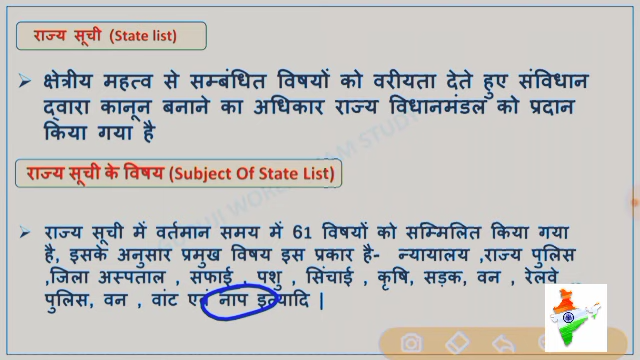 राज्य सूची (State list)
क्षेत्रीय महत्व से सम्बंधित विषयों को वरीयता देते हुए संविधान
द्वारा कानून बनाने का अधिकार राज्य विधानमंडल को प्रदान
किया गया है
राज्य सूची के विषय (Subject Of State List)
राज्य सूची में वर्तमान समय में 61 विषयों को सम्मिलित किया गया
है, इसके अनुसार प्रमुख विषय इस प्रकार है- न्यायालय ,राज्य पुलिस
,जिला अस्पताल , सफाई , पशु , सिंचाई , कृषि, सड़क, वन , रेलवे
पुलिस, वन , वांट एवं नाप इत्यादि |